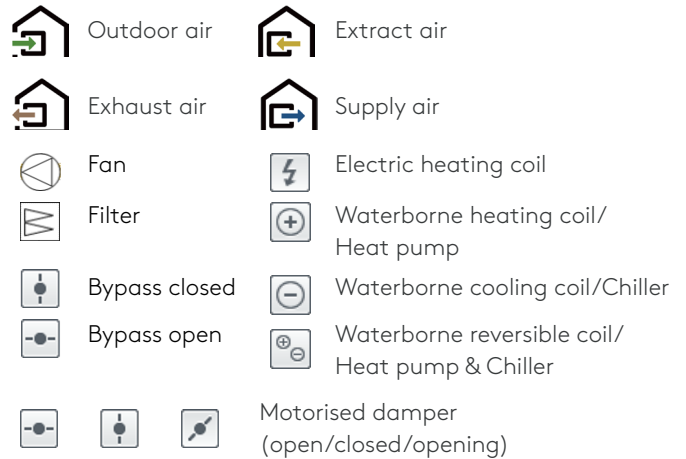 Outdoor air
Extract air
Exhaust air
Supply air
Fan
Electric heating coil
Filter
Waterborne heating coil/
Heat pump
Bypass closed
Waterborne cooling coil/Chiller
Bypass open
Waterborne reversible coil/
Heat pump & Chiller
Motorised damper
(open/closed/opening)